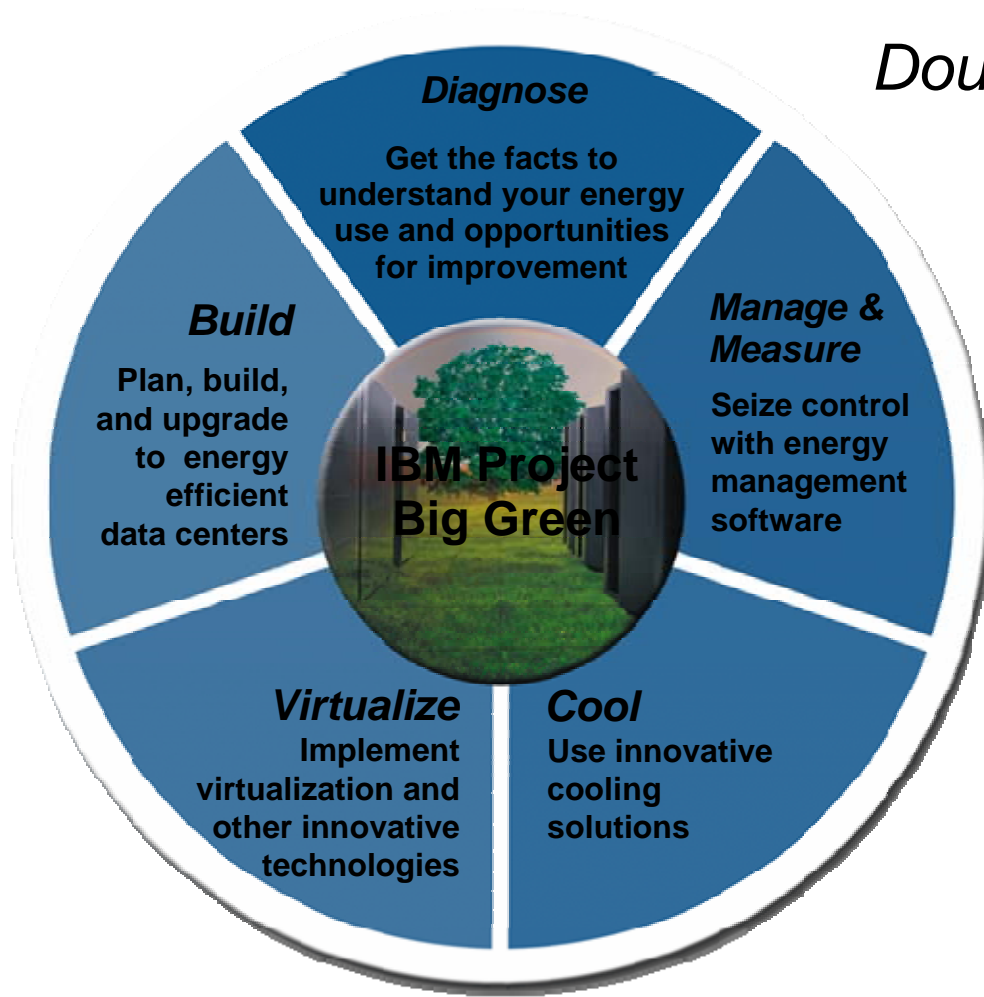 Dou
Diagnose
Get the facts to
understand your energy
use and opportunities
for improvement
Manage &
Measure
Seize control
with energy
management
software
Cool
Use innovative
cooling
solutions
Virtualize
Implement
virtualization and
other innovative
technologies
Build
Plan, build,
and upgrade
to energy
efficient
data centers
IBM Project
Big Green